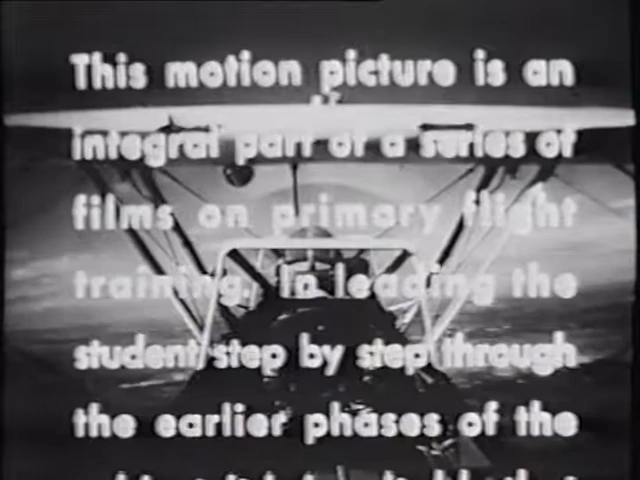 This motion picture is an
integral part of a series of
films on primary flight
training. In leading the
student step by step through
the earlier phases of the